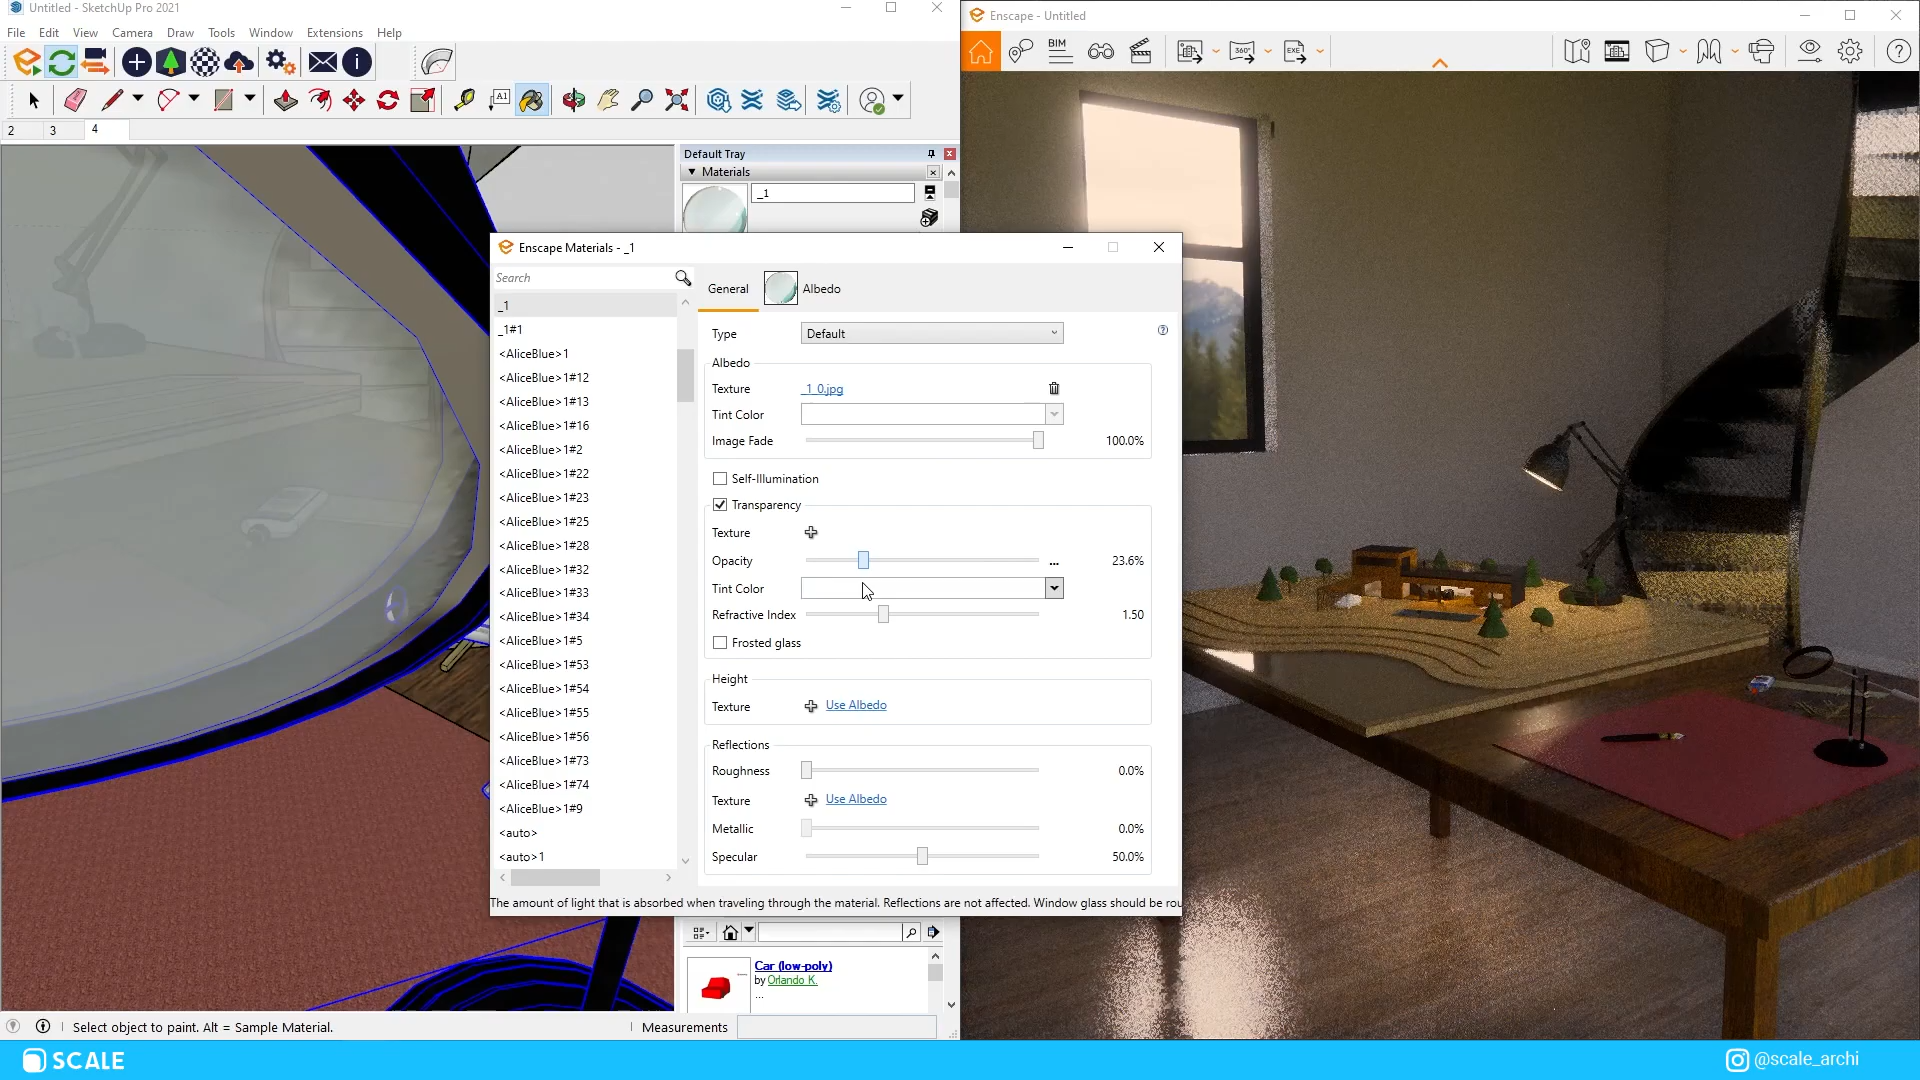 Untitled - SketchUp Pro 2021
File Edit View Camera Draw Tools Window Extensions Help
A1
2 3 4
Default Tray
Materials
_1
Enscape Materials - _1
Search
_1
_1#1
<AliceBlue>1
<AliceBlue>1#12
<AliceBlue>1#13
<AliceBlue>1#16
<AliceBlue>1#2
<AliceBlue>1#22
<AliceBlue>1#23
<AliceBlue>1#25
<AliceBlue>1#28
<AliceBlue>1#32
<AliceBlue>1#33
<AliceBlue>1#34
<AliceBlue>1#5
<AliceBlue>1#53
<AliceBlue>1#54
<AliceBlue>1#55
<AliceBlue>1#56
<AliceBlue>1#73
<AliceBlue>1#74
<AliceBlue>1#9
<auto>
<auto>1
General Albedo
Type Default
Albedo
Texture _1_0.jpg
Tint Color
Image Fade 100.0%
Self-Illumination
Transparency
Texture
Opacity ... 23.6%
Tint Color
Refractive Index 1.50
Frosted glass
Height
Texture Use Albedo
Reflections
Roughness 0.0%
Texture Use Albedo
Metallic 0.0%
Specular 50.0%
The amount of light that is absorbed when traveling through the material. Reflections are not affected. Window glass should be rou
Car (low-poly)
by Orlando K.
...
Select object to paint. Alt = Sample Material.
Measurements
Enscape - Untitled
BIM 360° EXE
SCALE
@scale_archi